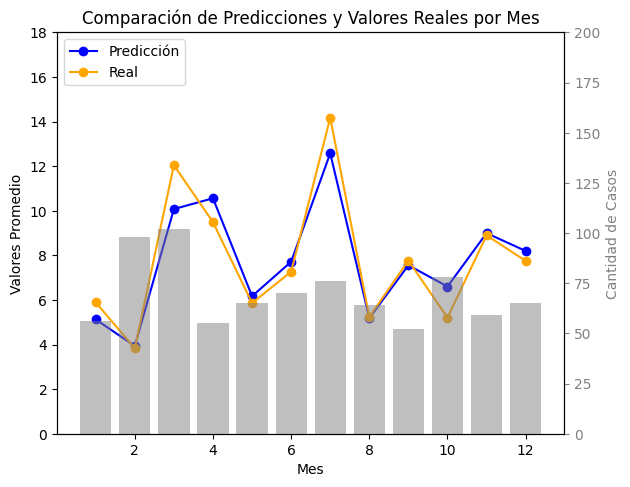 Comparación de Predicciones y Valores Reales por Mes
Predicción
Real
Valores Promedio
18
16
14
12
10
8
6
4
2
0
200
175
150
125
100
75
50
25
0
Cantidad de Casos
2 4 6 8 10 12
Mes